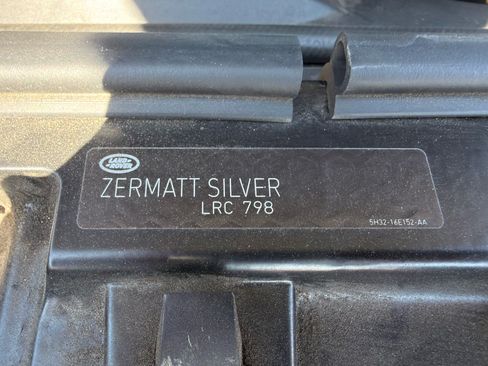 LAND
ROVER
ZERMATT SILVER
LRC 798
5H32-16E152-AA